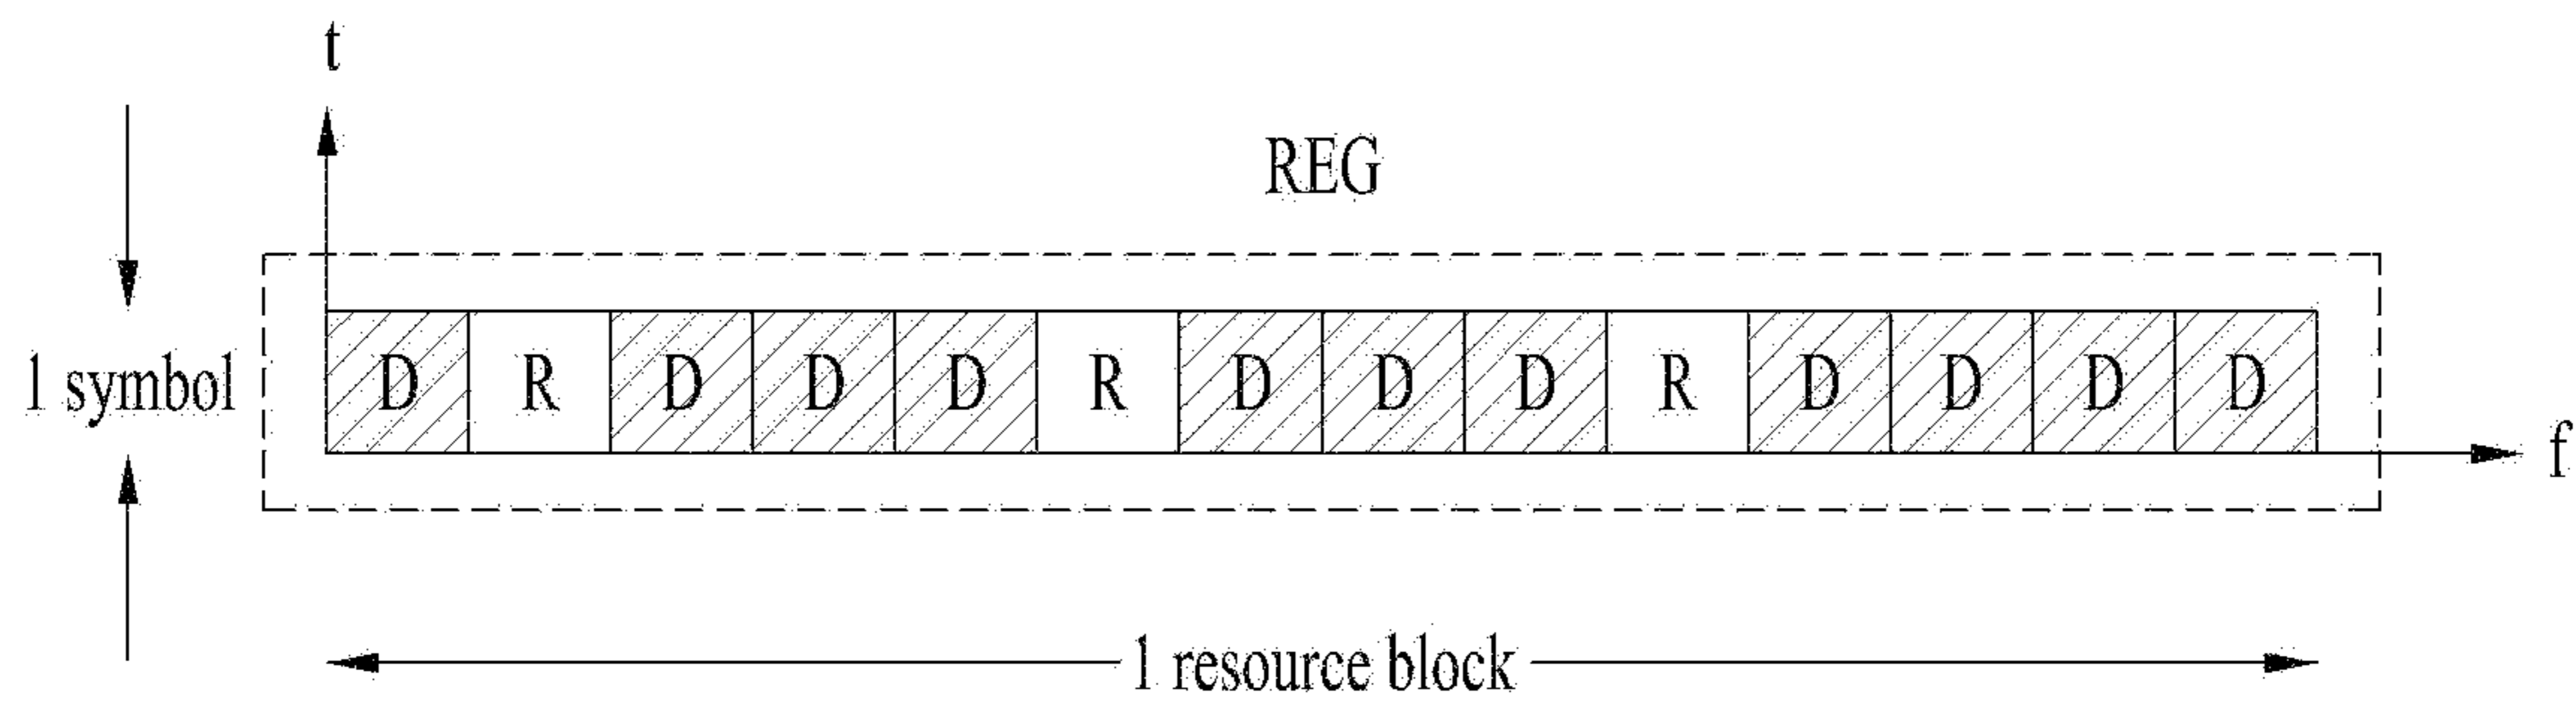 t
REG
1 symbol
D R D D D R D D D R D D D D
f
1 resource block